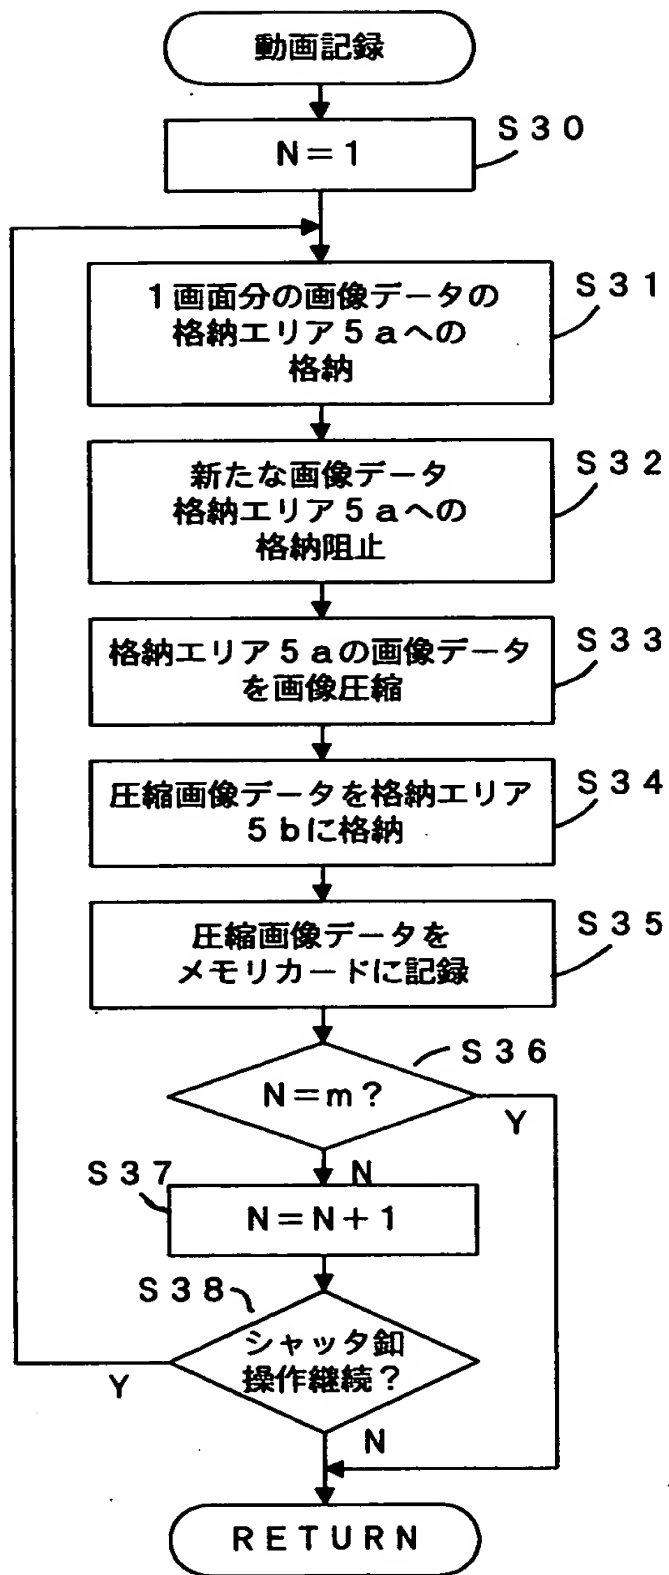 動画記録
N=1
S30
1画面分の画像データの
格納エリア5aへの
格納
S31
新たな画像データ
格納エリア5aへの
格納阻止
S32
格納エリア5aの画像データ
を画像圧縮
S33
圧縮画像データを格納エリア
5bに格納
S34
圧縮画像データを
メモリカードに記録
S35
N=m?
S36
Y
N
S37
N=N+1
S38
シャッタ釦
操作継続?
Y
N
RETURN